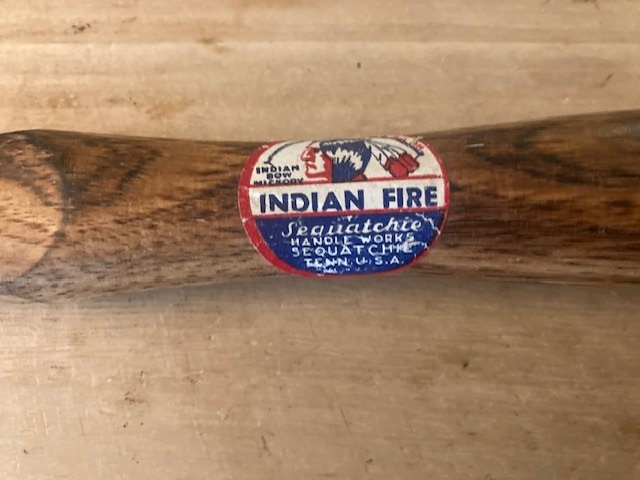 INDIAN
BOW
HICKORY
INDIAN FIRE
Sequatchie
HANDLE WORKS
SEQUATCHIE
TENN. U.S.A.